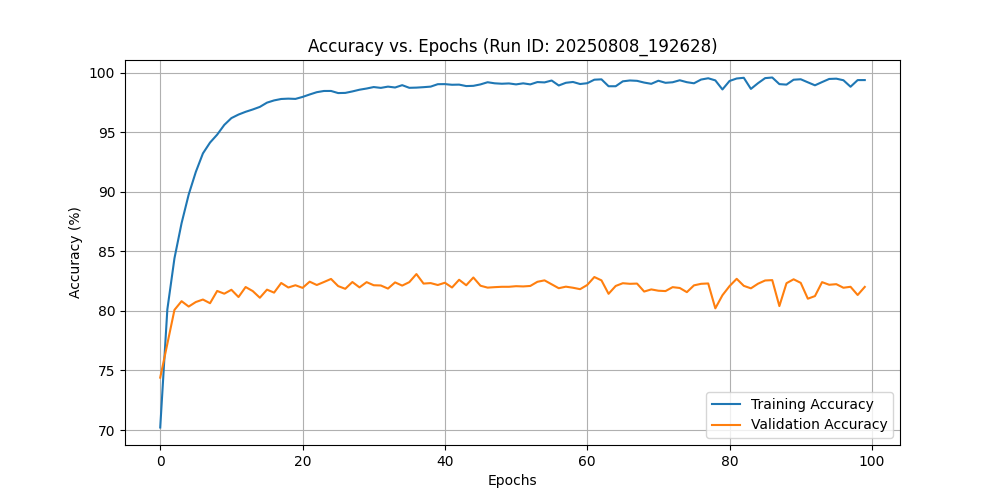 Accuracy vs. Epochs (Run ID: 20250808_192628)
Accuracy (%)
100
95
90
85
80
75
70
Training Accuracy
Validation Accuracy
0 20 40 60 80 100
Epochs